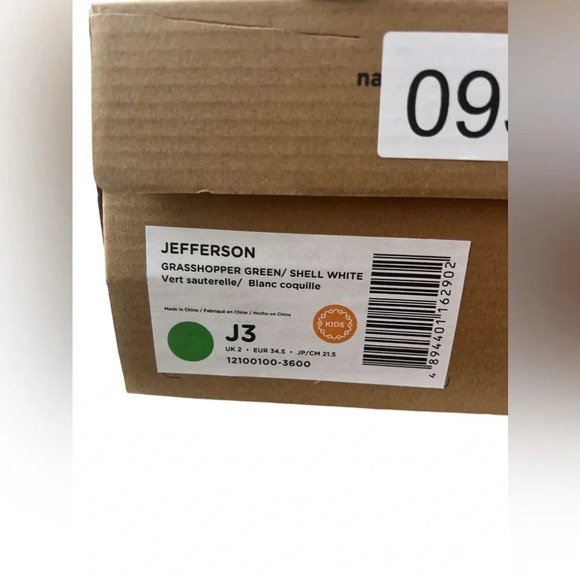 na
09
JEFFERSON
GRASSHOPPER GREEN/ SHELL WHITE
Vert sauterelle/ Blanc coquille
Made in China / Fabriqué en Chine / Hecho en China
KIDS
J3
UK 2 • EUR 34.5 • JP/CM 21.5
12100100-3600
4 894401 162902